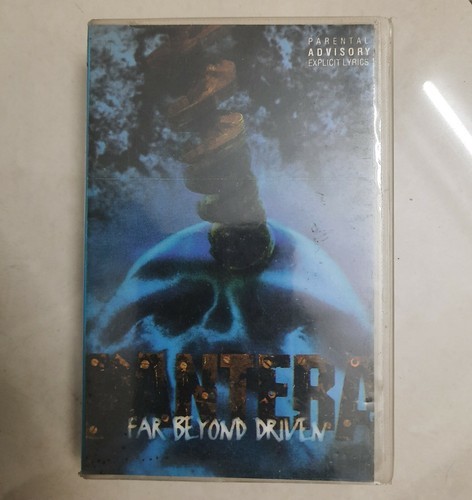 PARENTAL
ADVISORY
EXPLICIT LYRICS
PANTERA
FAR BEYOND DRIVEN